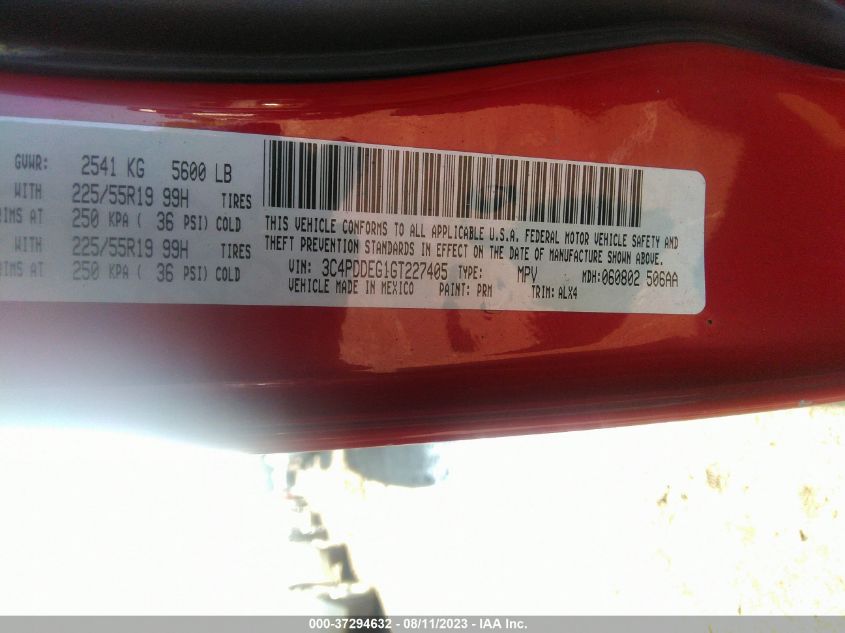 GVWR: 2541 KG 5600 LB
WITH 225/55R19 99H TIRES
RIMS AT 250 KPA ( 36 PSI) COLD
WITH 225/55R19 99H TIRES
RIMS AT 250 KPA ( 36 PSI) COLD
THIS VEHICLE CONFORMS TO ALL APPLICABLE U.S.A. FEDERAL MOTOR VEHICLE SAFETY AND
THEFT PREVENTION STANDARDS IN EFFECT ON THE DATE OF MANUFACTURE SHOWN ABOVE.
VIN: 3C4PDDEG1GT227405 TYPE: MPV MDH: 060802 506AA
VEHICLE MADE IN MEXICO PAINT: PRM TRIM: ALX4
000-37294632 - 08/11/2023 - IAA Inc.